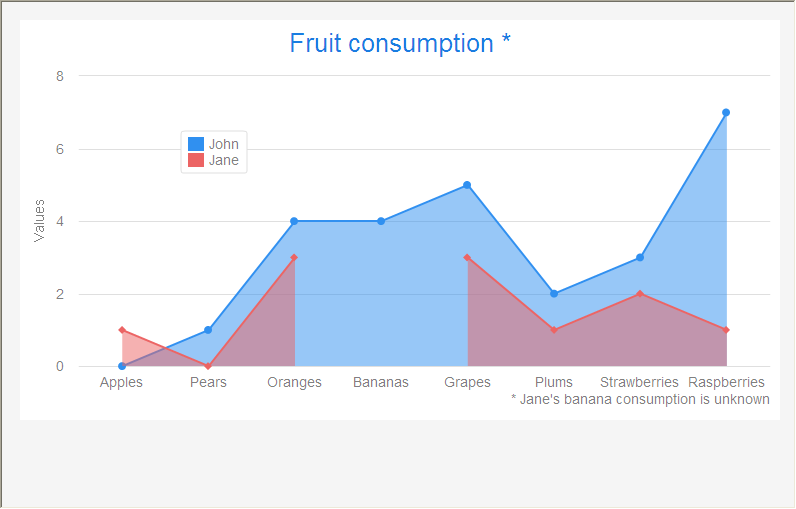 Fruit consumption *
8
John
Jane
6
Values
4
2
0
Apples Pears Oranges Bananas Grapes Plums Strawberries Raspberries
* Jane's banana consumption is unknown